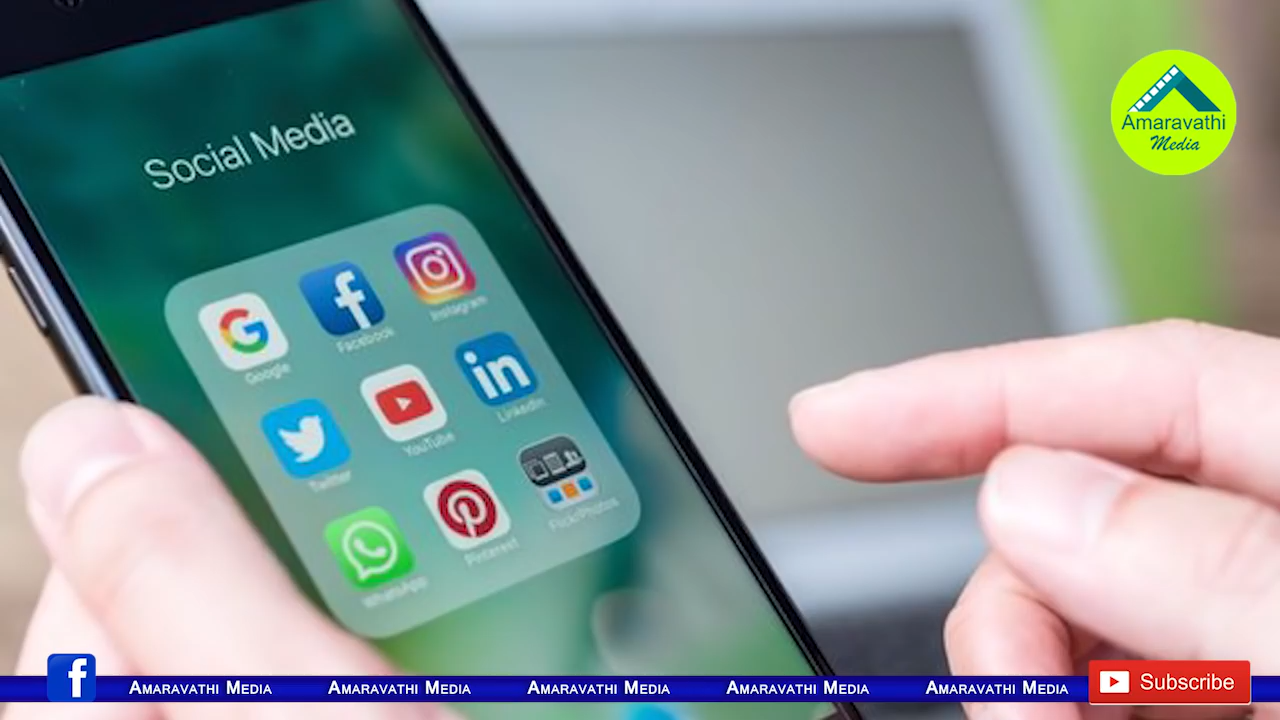 Social Media
Amaravathi
Media
Google
Facebook
Instagram
Twitter
YouTube
LinkedIn
WhatsApp
Pinterest
f
in
Amaravathi Media Amaravathi Media Amaravathi Media Amaravathi Media Amaravathi Media
Subscribe